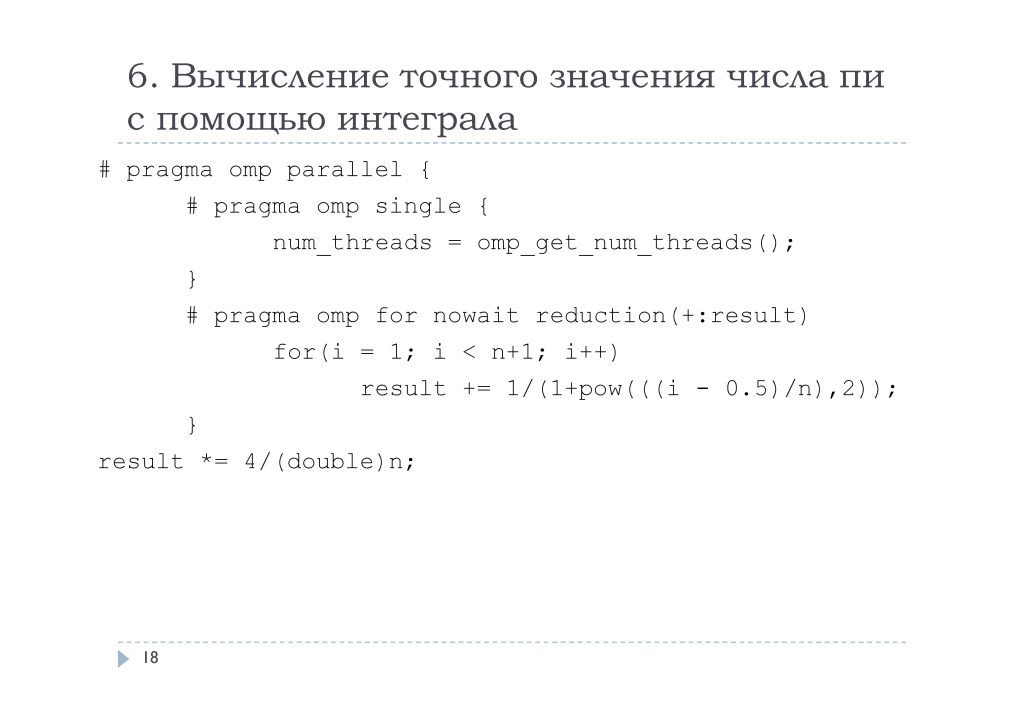 6. Вычисление точного значения числа пи
с помощью интеграла
# pragma omp parallel {
# pragma omp single {
num_threads = omp_get_num_threads();
}
# pragma omp for nowait reduction(+:result)
for(i = 1; i < n+1; i++)
result += 1/(1+pow(((i - 0.5)/n),2));
}
result *= 4/(double)n;
18